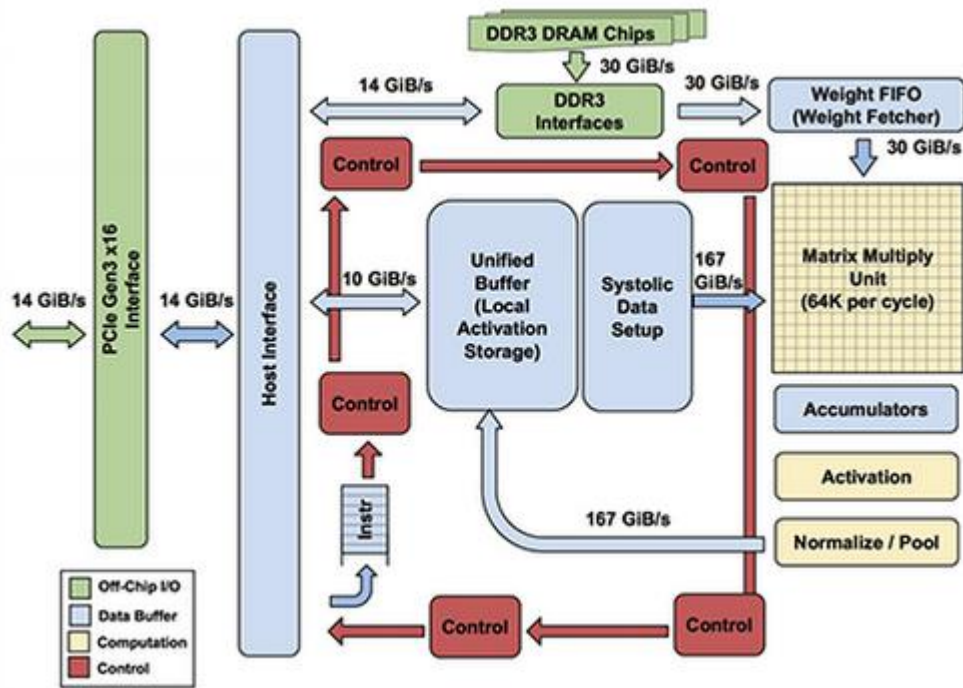 DDR3 DRAM Chips
30 GiB/s
14 GiB/s
30 GiB/s
DDR3
Interfaces
Weight FIFO
(Weight Fetcher)
30 GiB/s
Control
Control
PCIe Gen3 x16
Interface
Host Interface
14 GiB/s
14 GiB/s
10 GiB/s
Unified
Buffer
(Local
Activation
Storage)
Systolic
Data
Setup
167
GiB/s
Matrix Multiply
Unit
(64K per cycle)
Control
Accumulators
Activation
Instr
167 GiB/s
Normalize / Pool
Control
Control
Off-Chip I/O
Data Buffer
Computation
Control